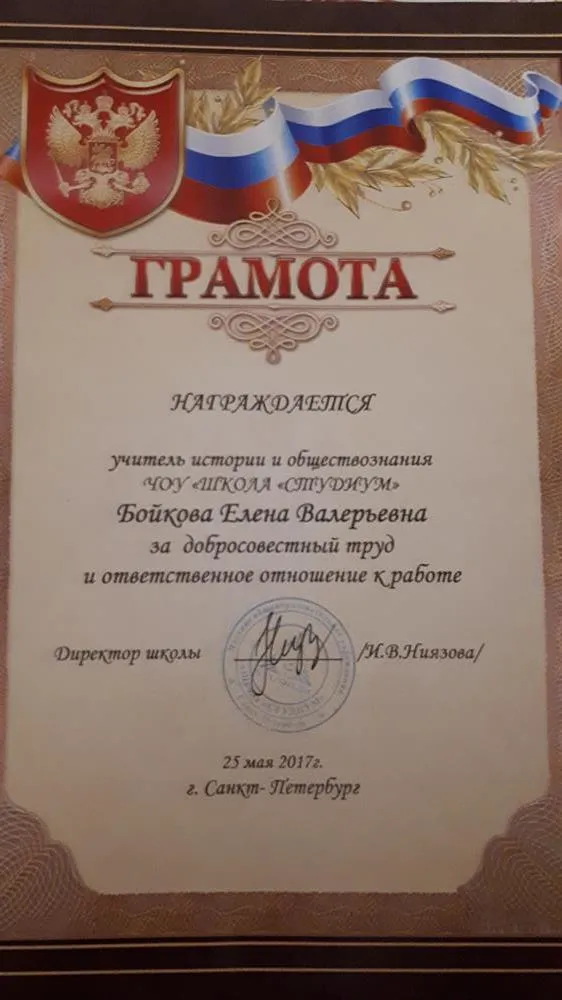 ГРАМОТА
НАГРАЖДАЕТСЯ
учитель истории и обществознания
ЧОУ «ШКОЛА «СТУДИУМ»
Бойкова Елена Валерьевна
за добросовестный труд
и ответственное отношение к работе
Директор школы /И.В.Ниязова/
25 мая 2017г.
г. Санкт- Петербург